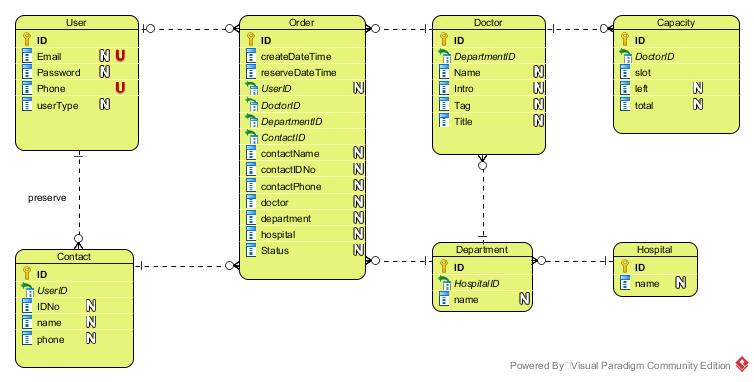 User
ID
Email N U
Password N
Phone U
userType N
Order
ID
createDateTime
reserveDateTime
UserID N
DoctorID
DepartmentID
ContactID
contactName N
contactIDNo N
contactPhone N
doctor N
department N
hospital N
Status N
Doctor
ID
DepartmentID
Name N
Intro N
Tag N
Title N
Capacity
ID
DoctorID
slot
left N
total N
preserve
Contact
ID
UserID
IDNo N
name N
phone N
Department
ID
HospitalID
name N
Hospital
ID
name N
Powered By Visual Paradigm Community Edition